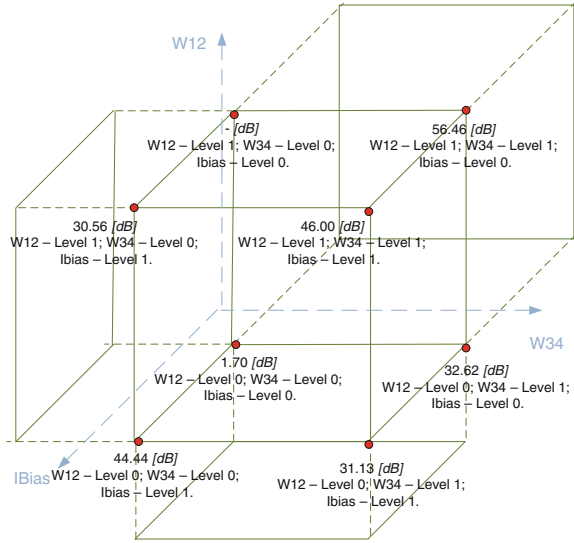 W12
- [dB]
W12 – Level 1; W34 – Level 0;
Ibias – Level 0.
56.46 [dB]
W12 – Level 1; W34 – Level 1;
Ibias – Level 0.
30.56 [dB]
W12 – Level 1; W34 – Level 0;
Ibias – Level 1.
46.00 [dB]
W12 – Level 1; W34 – Level 1;
Ibias – Level 1.
W34
1.70 [dB]
W12 – Level 0; W34 – Level 0;
Ibias – Level 0.
32.62 [dB]
W12 – Level 0; W34 – Level 1;
Ibias – Level 0.
IBias
44.44 [dB]
W12 – Level 0; W34 – Level 0;
Ibias – Level 1.
31.13 [dB]
W12 – Level 0; W34 – Level 1;
Ibias – Level 1.